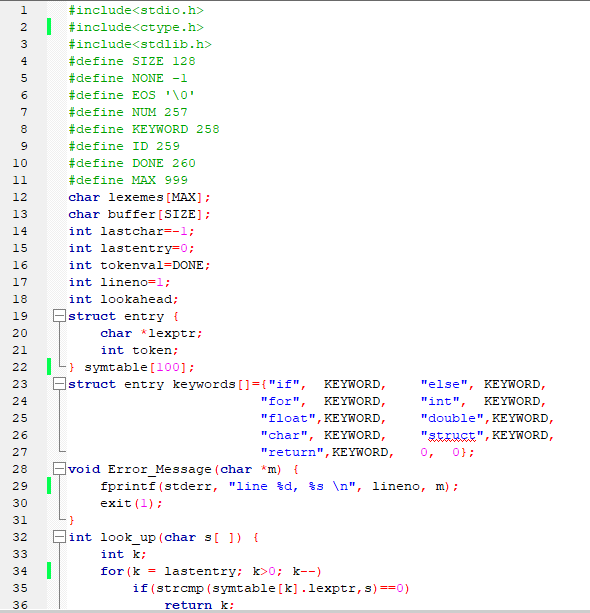 1 #include<stdio.h>
2 #include<ctype.h>
3 #include<stdlib.h>
4 #define SIZE 128
5 #define NONE -1
6 #define EOS '\0'
7 #define NUM 257
8 #define KEYWORD 258
9 #define ID 259
10 #define DONE 260
11 #define MAX 999
12 char lexemes[MAX];
13 char buffer[SIZE];
14 int lastchar=-1;
15 int lastentry=0;
16 int tokenval=DONE;
17 int lineno=1;
18 int lookahead;
19 struct entry {
20     char *lexptr;
21     int token;
22 } symtable[100];
23 struct entry keywords[]={"if",  KEYWORD,    "else", KEYWORD,
24                         "for",  KEYWORD,    "int",  KEYWORD,
25                         "float",KEYWORD,    "double",KEYWORD,
26                         "char", KEYWORD,    "struct",KEYWORD,
27                         "return",KEYWORD,   0,  0};
28 void Error_Message(char *m) {
29     fprintf(stderr, "line %d, %s \n", lineno, m);
30     exit(1);
31 }
32 int look_up(char s[ ]) {
33     int k;
34     for(k = lastentry; k>0; k--)
35         if(strcmp(symtable[k].lexptr,s)==0)
36             return k;